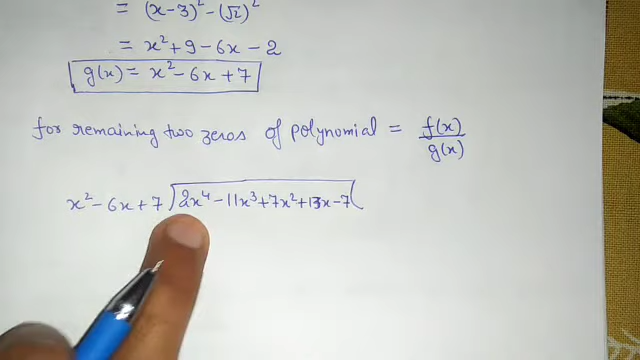 = (x-3)² - (√2)²
= x² + 9 - 6x - 2
g(x) = x² - 6x + 7
for remaining two zeros of polynomial = f(x)/g(x)
x² - 6x + 7 ) 2x⁴ - 11x³ + 7x² + 13x - 7 (